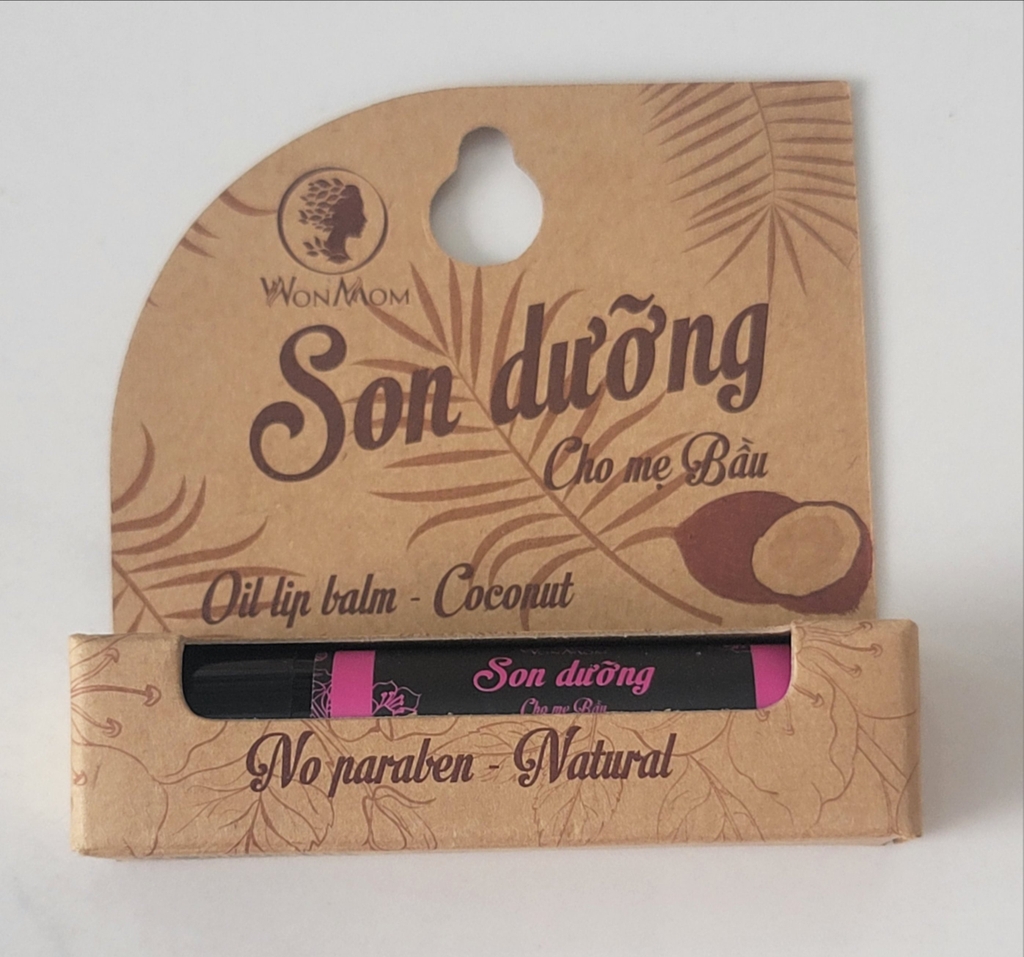 WonMom
Son dưỡng
Cho mẹ Bầu
Oil lip balm - Coconut
Son dưỡng
Cho mẹ Bầu
No paraben - Natural